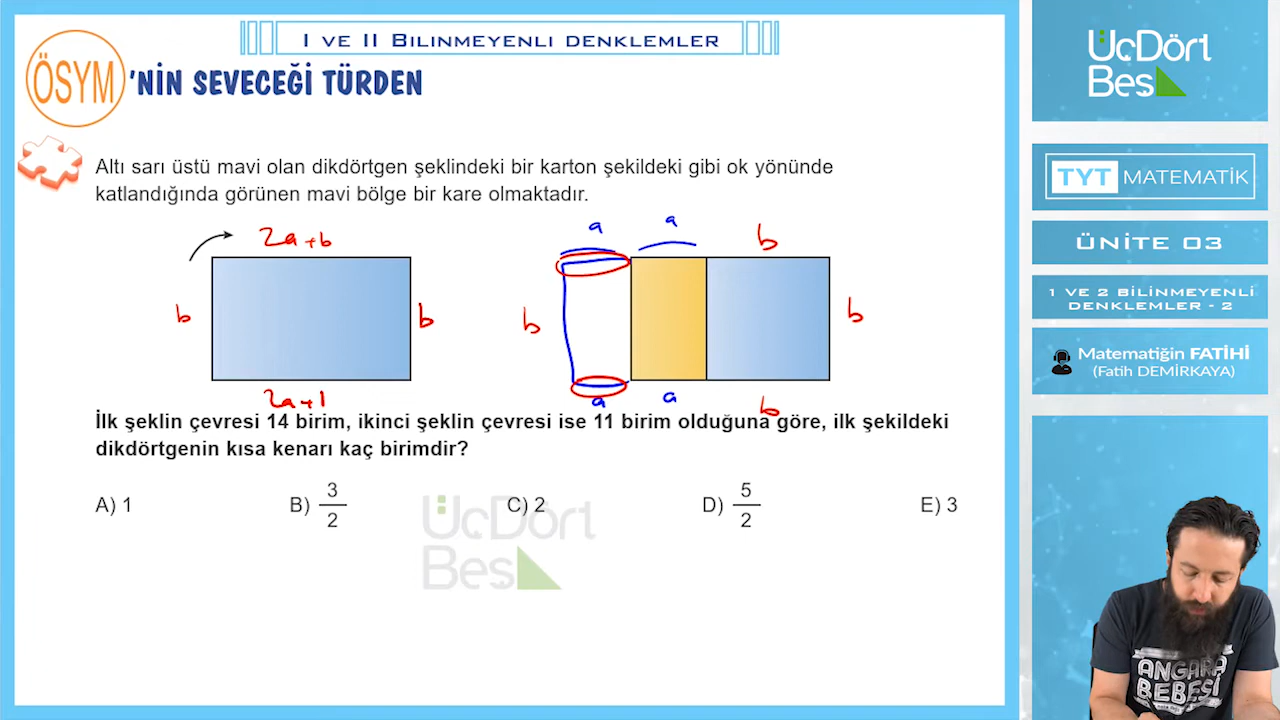 I VE II BILINMEYENLI DENKLEMLER
ÖSYM'NİN SEVECEĞİ TÜRDEN
Altı sarı üstü mavi olan dikdörtgen şeklindeki bir karton şekildeki gibi ok yönünde
katlandığında görünen mavi bölge bir kare olmaktadır.
2a+b
b
b
2a+1
a
a
b
b
b
a
a
b
İlk şeklin çevresi 14 birim, ikinci şeklin çevresi ise 11 birim olduğuna göre, ilk şekildeki
dikdörtgenin kısa kenarı kaç birimdir?
A) 1
B) 3/2
C) 2
D) 5/2
E) 3
ÜçDört
Beş
ÜçDört
Beş
TYT MATEMATİK
ÜNİTE 03
1 VE 2 BİLİNMEYENLİ
DENKLEMLER - 2
Matematiğin FATİHİ
(Fatih DEMİRKAYA)
ANGARA
BEBESİ